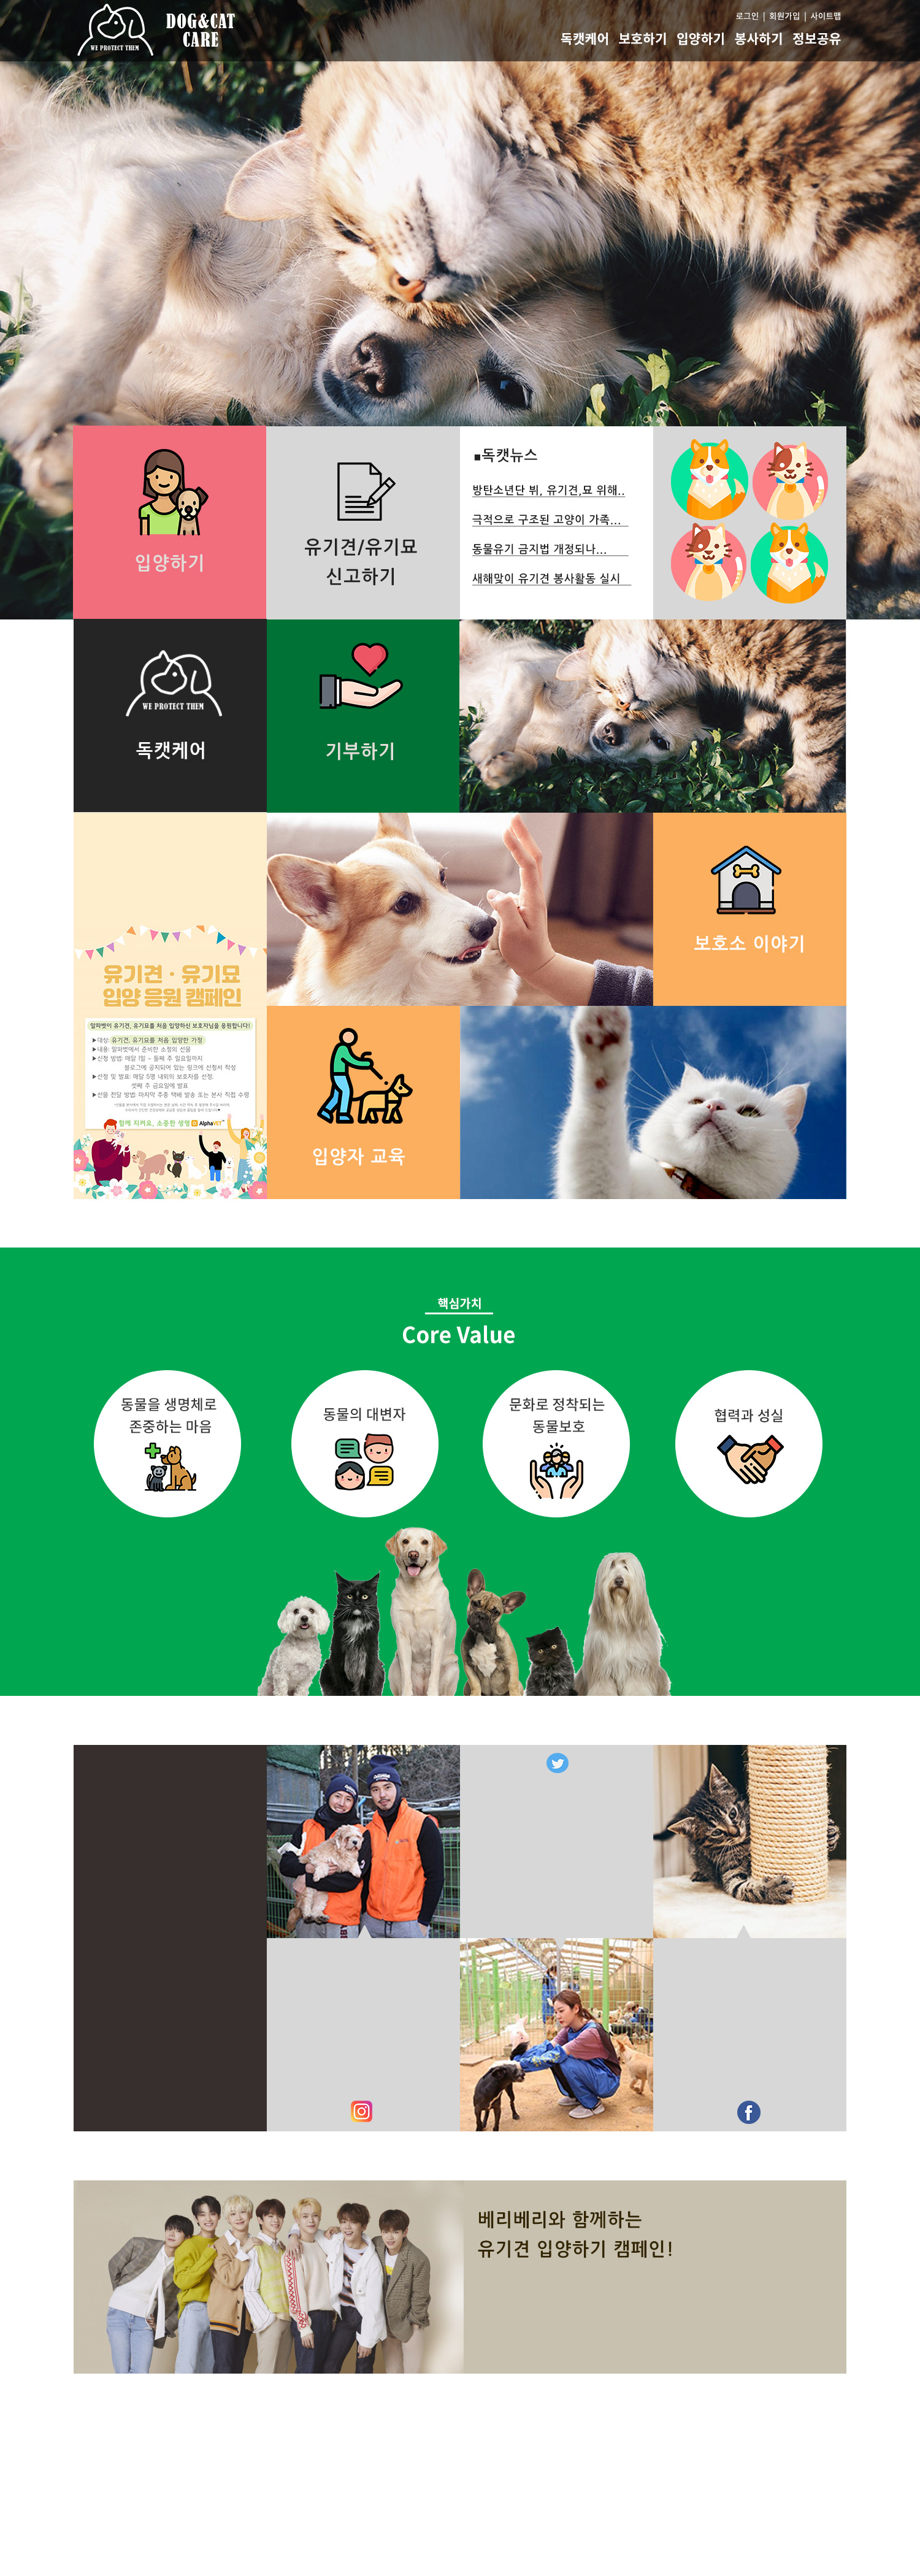 WE PROTECT THEM
DOG&CAT
CARE
로그인 | 회원가입 | 사이트맵
독캣케어 보호하기 입양하기 봉사하기 정보공유
입양하기
유기견/유기묘
신고하기
■독캣뉴스
방탄소년단 뷔, 유기견,묘 위해..
극적으로 구조된 고양이 가족...
동물유기 금지법 개정되나...
새해맞이 유기견 봉사활동 실시
WE PROTECT THEM
독캣케어
기부하기
보호소 이야기
유기견 · 유기묘
입양 응원 캠페인
알파벳이 유기견, 유기묘를 처음 입양하신 보호자님을 응원합니다!
▶대상: 유기견, 유기묘를 처음 입양한 가정
▶내용: 알파벳에서 준비한 소정의 선물
▶신청 방법: 매달 1일 ~ 둘째 주 일요일까지
블로그에 공지되어 있는 링크에 신청서 작성
▶선정 및 발표: 매달 5명 내외의 보호자를 선정,
셋째 주 금요일에 발표
▶선물 전달 방법: 마지막 주중 택배 발송 또는 본사 직접 수령
함께 지켜요, 소중한 생명 AlphaVET
입양자 교육
핵심가치
Core Value
동물을 생명체로
존중하는 마음
동물의 대변자
문화로 정착되는
동물보호
협력과 성실
베리베리와 함께하는
유기견 입양하기 캠페인!